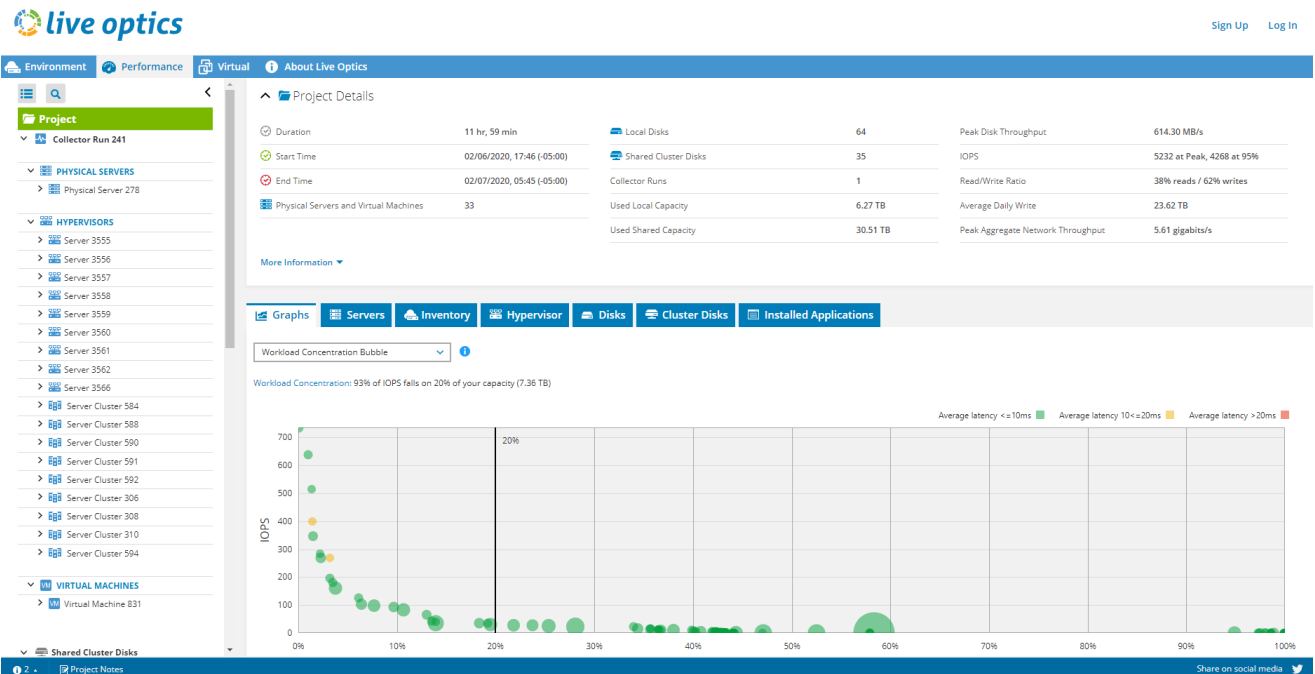 live optics
Sign Up Log In
Environment Performance Virtual About Live Optics
Project
Collector Run 241
PHYSICAL SERVERS
Physical Server 278
HYPERVISORS
Server 3555
Server 3556
Server 3557
Server 3558
Server 3559
Server 3560
Server 3561
Server 3562
Server 3566
Server Cluster 584
Server Cluster 588
Server Cluster 590
Server Cluster 591
Server Cluster 592
Server Cluster 306
Server Cluster 308
Server Cluster 310
Server Cluster 594
VM VIRTUAL MACHINES
VM Virtual Machine 831
Shared Cluster Disks
Project Details
Duration 11 hr, 59 min
Start Time 02/06/2020, 17:46 (-05:00)
End Time 02/07/2020, 05:45 (-05:00)
Physical Servers and Virtual Machines 33
Local Disks 64
Shared Cluster Disks 35
Collector Runs 1
Used Local Capacity 6.27 TB
Used Shared Capacity 30.51 TB
Peak Disk Throughput 614.30 MB/s
IOPS 5232 at Peak, 4268 at 95%
Read/Write Ratio 38% reads / 62% writes
Average Daily Write 23.62 TB
Peak Aggregate Network Throughput 5.61 gigabits/s
More Information
Graphs Servers Inventory Hypervisor Disks Cluster Disks Installed Applications
Workload Concentration Bubble
Workload Concentration: 93% of IOPS falls on 20% of your capacity (7.36 TB)
Average latency <=10ms Average latency 10<=20ms Average latency >20ms
IOPS
700
600
500
400
300
200
100
0
20%
0% 10% 20% 30% 40% 50% 60% 70% 80% 90% 100%
2 Project Notes Share on social media